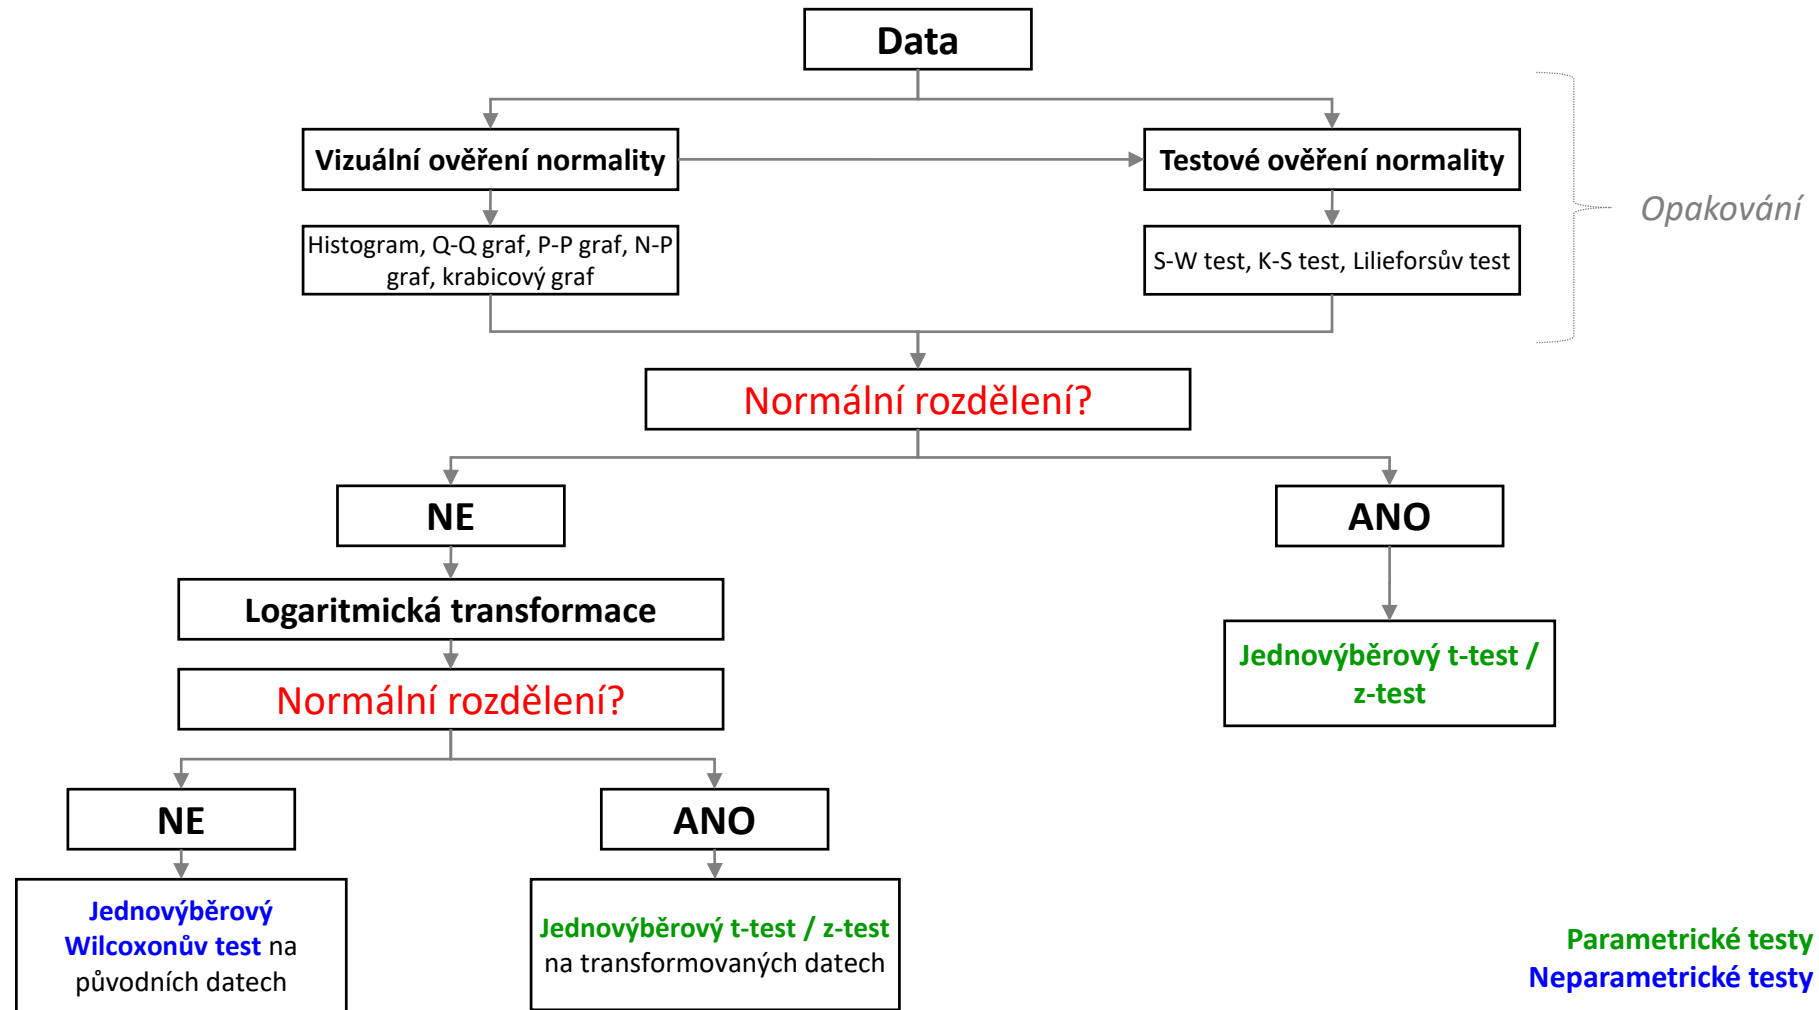 Data
Vizuální ověření normality
Testové ověření normality
Histogram, Q-Q graf, P-P graf, N-P
graf, krabicový graf
S-W test, K-S test, Lilieforsův test
Opakování
Normální rozdělení?
NE
ANO
Logaritmická transformace
Jednovýběrový t-test /
z-test
Normální rozdělení?
NE
ANO
Jednovýběrový
Wilcoxonův test na
původních datech
Jednovýběrový t-test / z-test
na transformovaných datech
Parametrické testy
Neparametrické testy